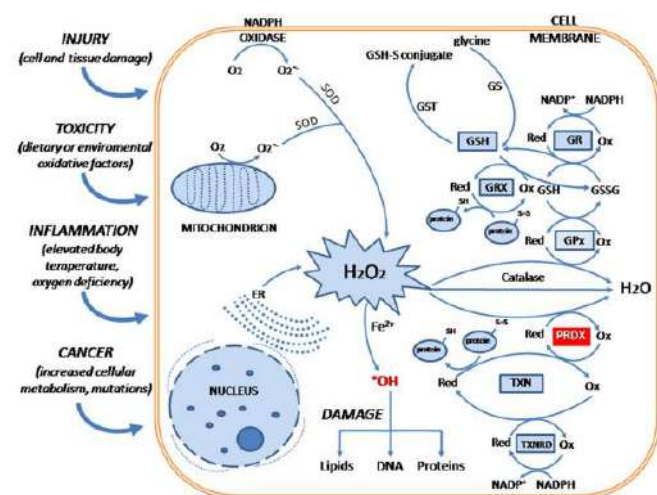 INJURY
(cell and tissue damage)
TOXICITY
(dietary or enviromental
oxidative factors)
INFLAMMATION
(elevated body
temperature,
oxygen deficiency)
CANCER
(increased cellular
metabolism, mutations)
NADPH
OXIDASE
O₂
O₂•-
SOD
O₂
O₂•-
SOD
MITOCHONDRION
ER
NUCLEUS
H₂O₂
Fe²⁺
•OH
DAMAGE
Lipids
DNA
Proteins
CELL
MEMBRANE
glycine
GSH-S conjugate
GS
GST
NADP⁺
NADPH
GSH
Red
GR
Ox
Red
GRX
Ox
GSH
GSSG
SH
protein
S=S
protein
Red
GPx
Ox
Catalase
H₂O
SH
protein
S=S
protein
Red
PRDX
Ox
Red
TXN
Ox
Red
TXNRD
Ox
NADP⁺
NADPH